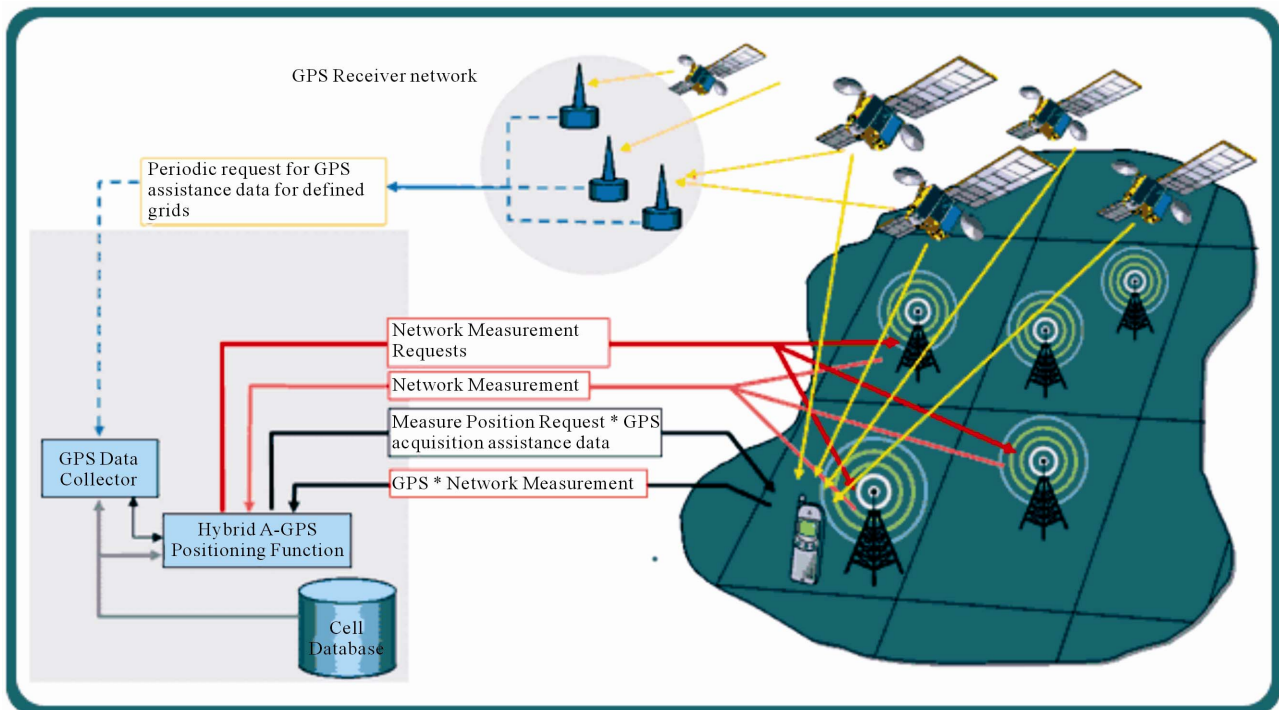 GPS Receiver network
Periodic request for GPS
assistance data for defined
grids
Network Measurement
Requests
Network Measurement
Measure Position Request * GPS
acquisition assistance data
GPS Data
Collector
GPS * Network Measurement
Hybrid A-GPS
Positioning Function
Cell
Database